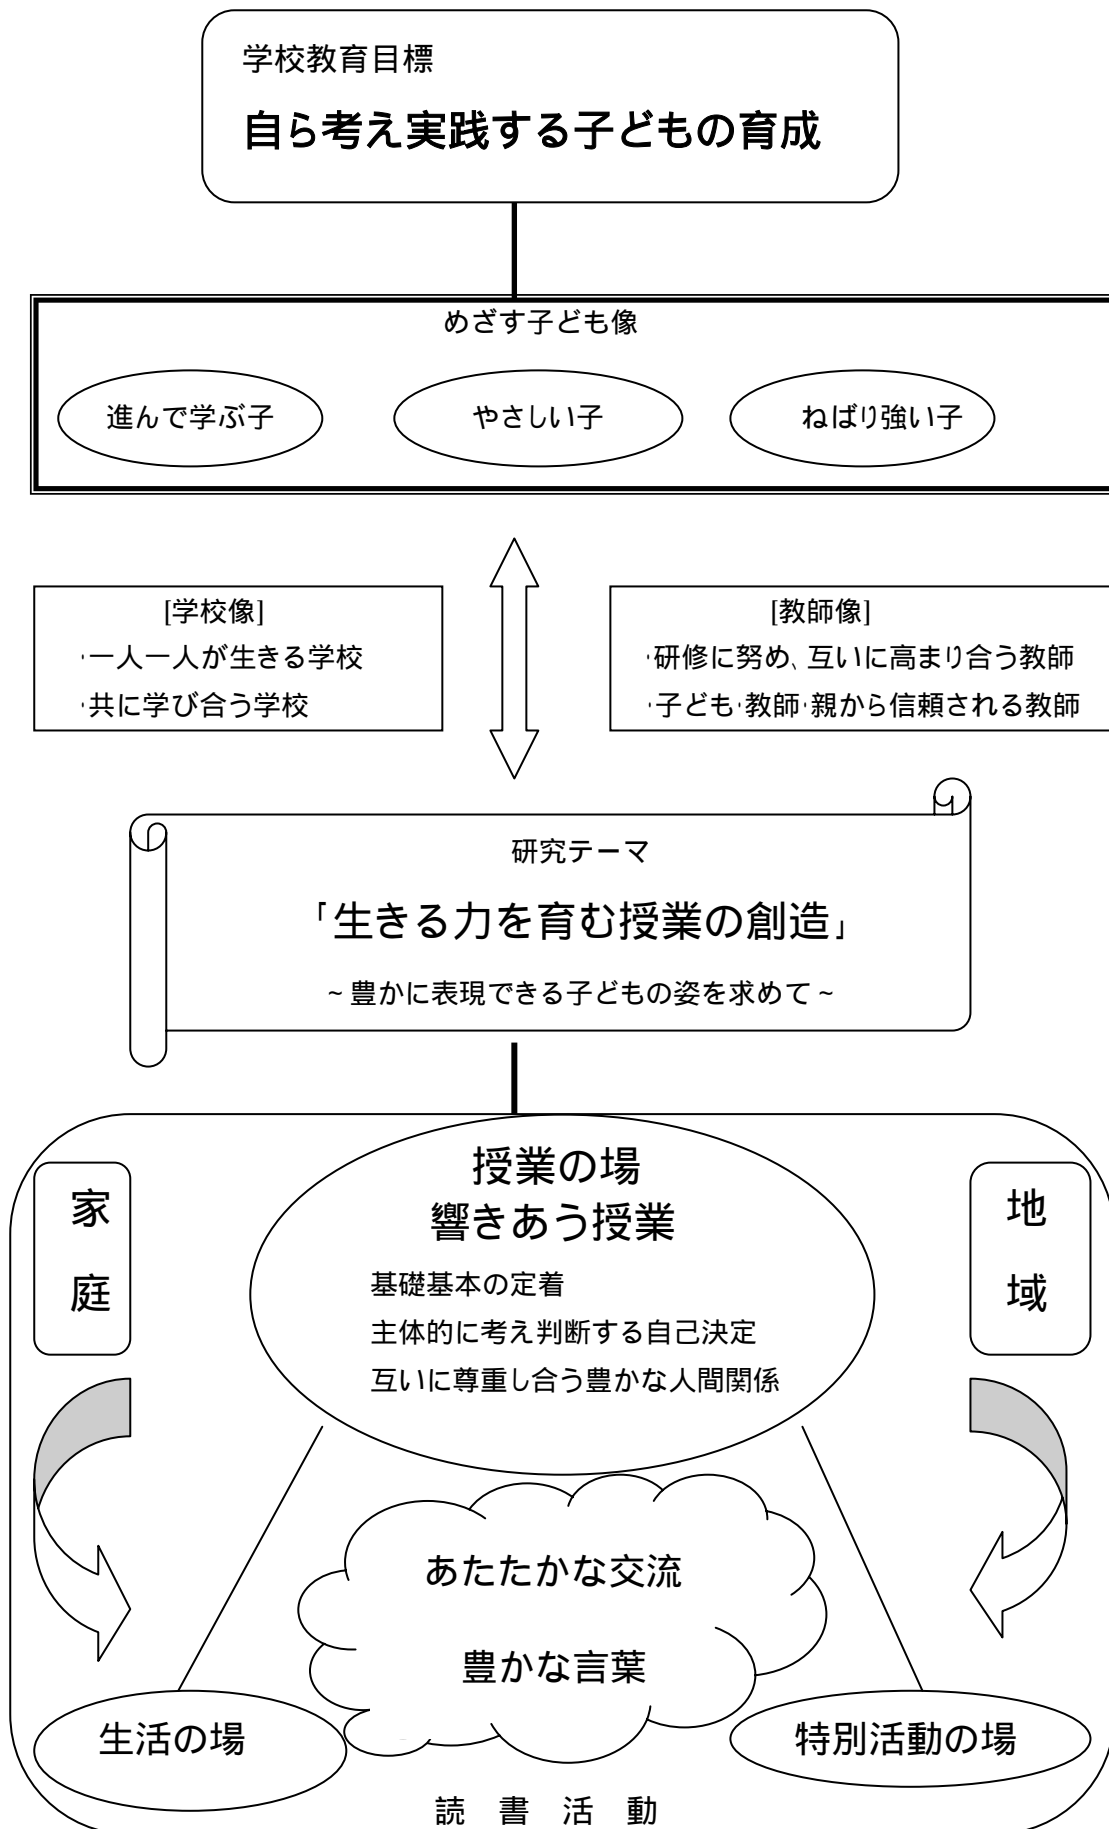 学校教育目標
自ら考え実践する子どもの育成
めざす子ども像
進んで学ぶ子
やさしい子
ねばり強い子
[学校像]
・一人一人が生きる学校
・共に学び合う学校
[教師像]
・研修に努め、互いに高まり合う教師
・子ども・教師・親から信頼される教師
研究テーマ
「生きる力を育む授業の創造」
~豊かに表現できる子どもの姿を求めて~
家庭
授業の場
響きあう授業
基礎基本の定着
主体的に考え判断する自己決定
互いに尊重し合う豊かな人間関係
地域
あたたかな交流
豊かな言葉
生活の場
特別活動の場
読書活動